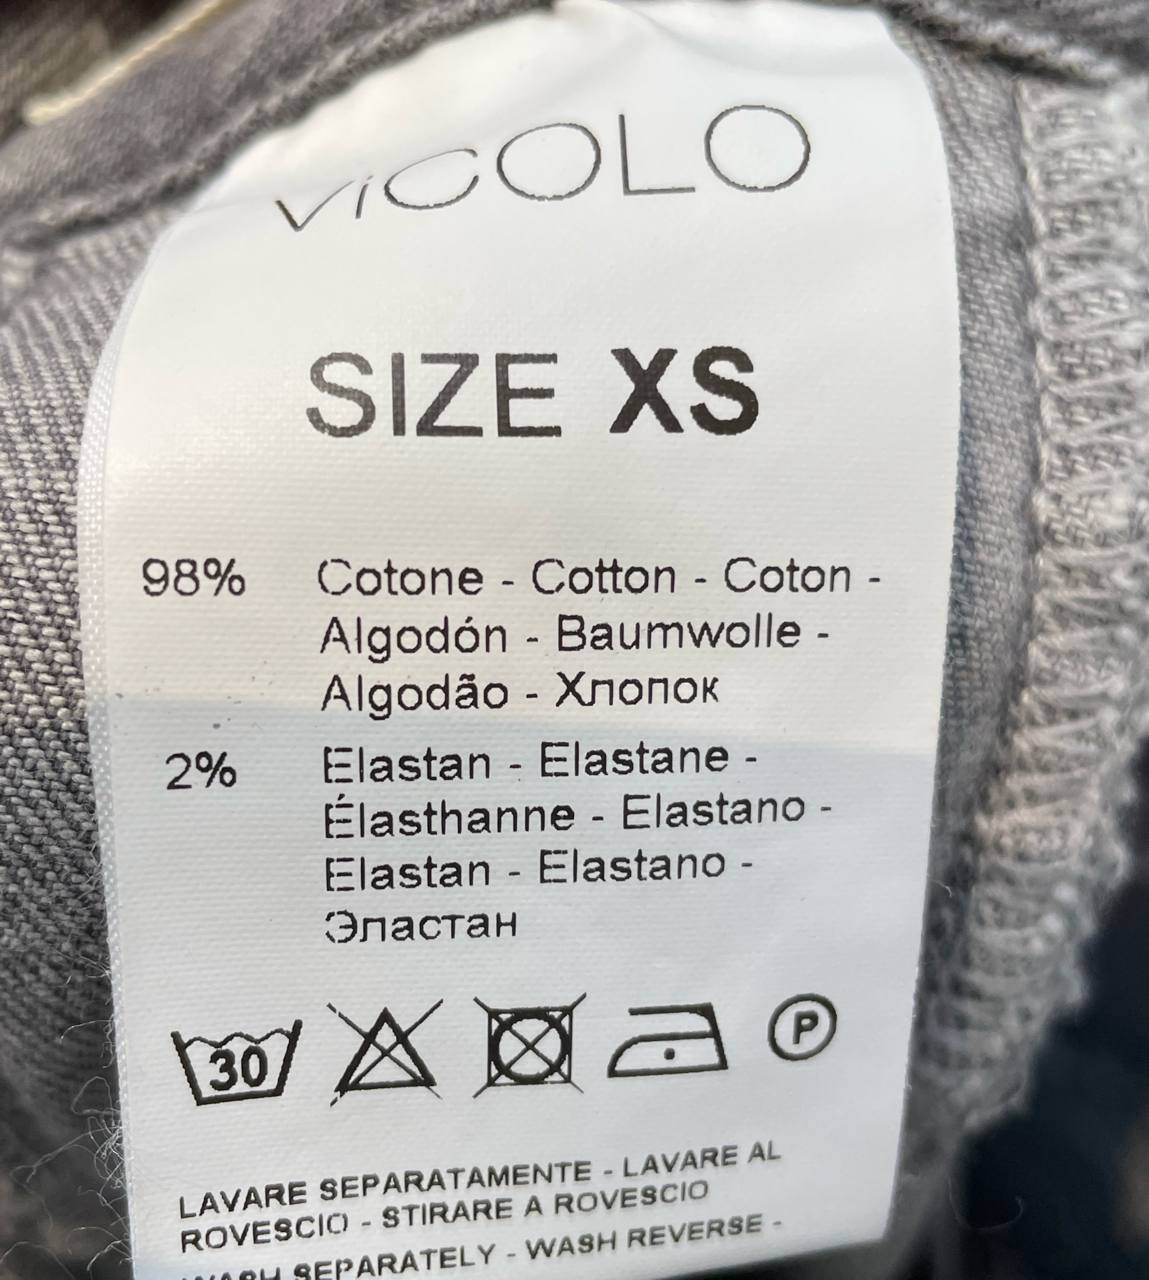 VICOLO
SIZE XS
98% Cotone - Cotton - Coton -
Algodón - Baumwolle -
Algodão - Хлопок
2% Elastan - Elastane -
Élasthanne - Elastano -
Elastan - Elastano -
Эластан
30 P
LAVARE SEPARATAMENTE - LAVARE AL
ROVESCIO - STIRARE A ROVESCIO
WASH SEPARATELY - WASH REVERSE -